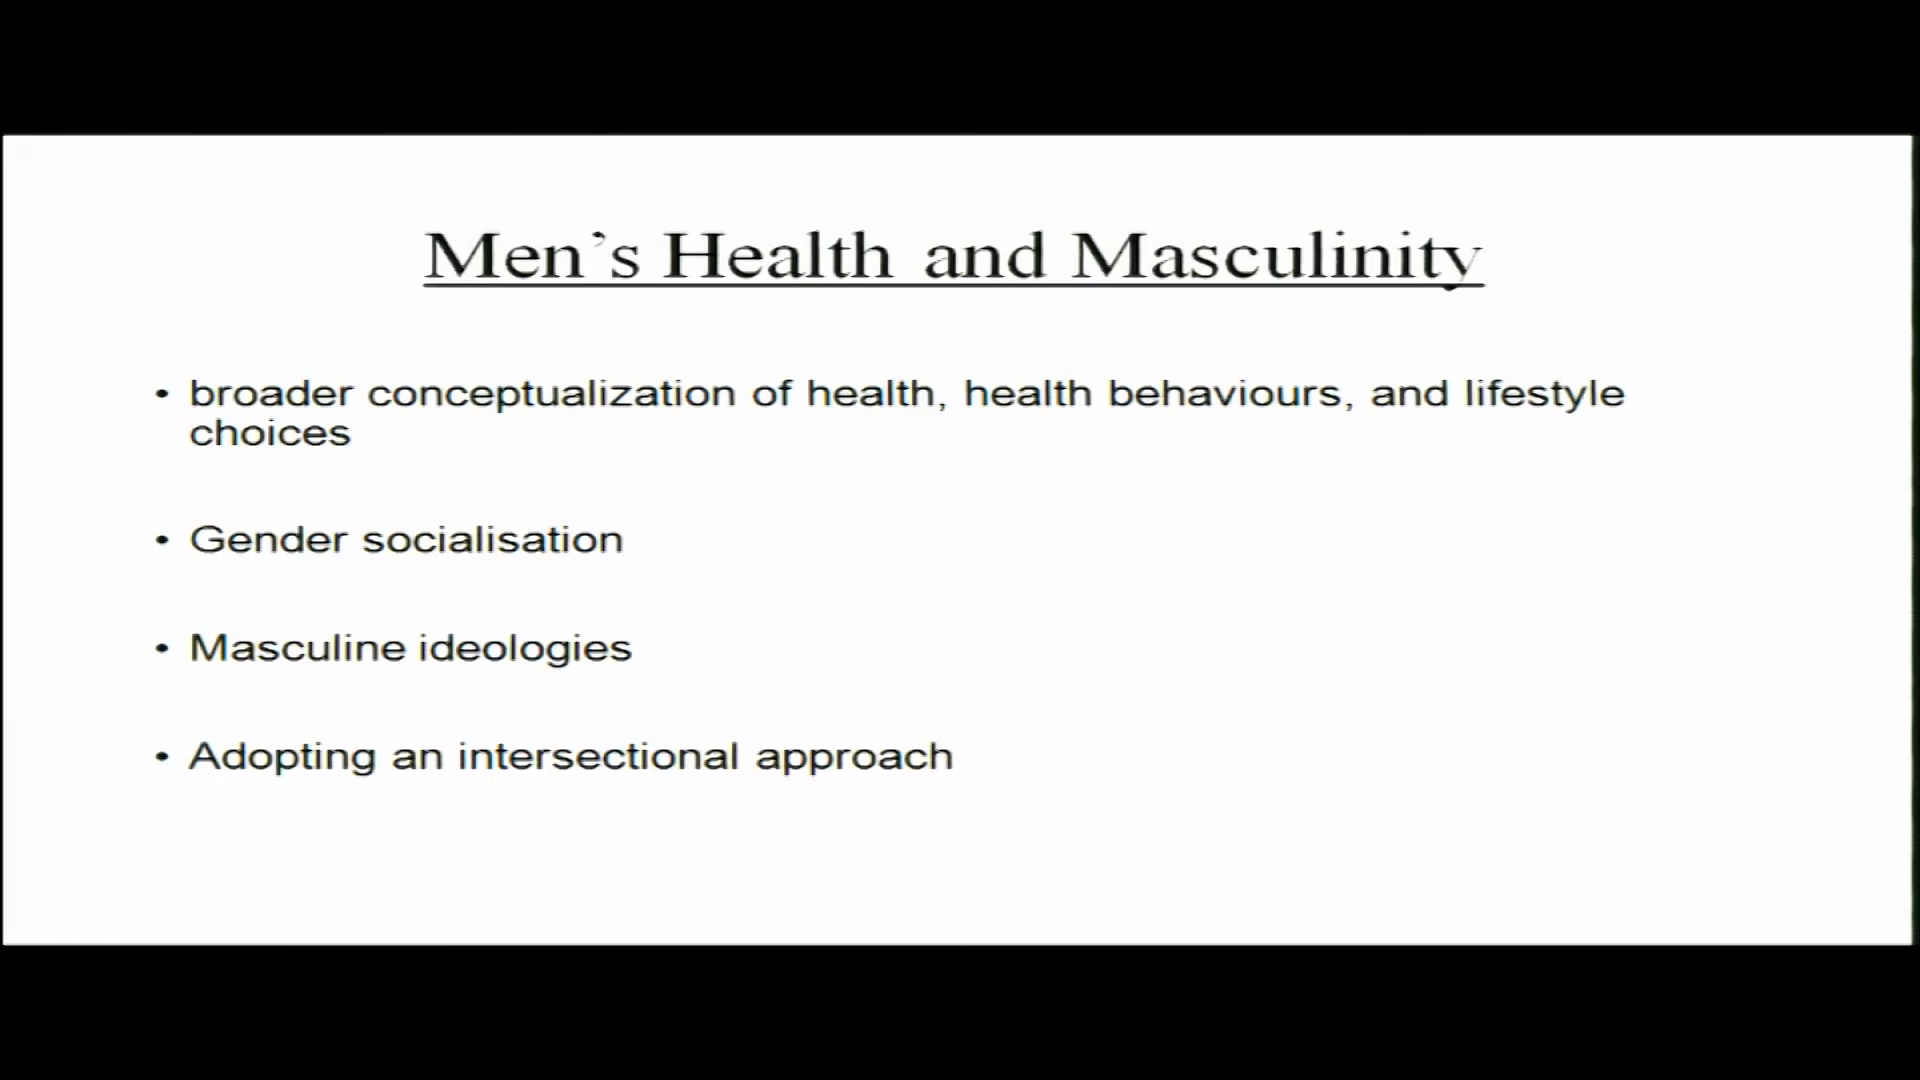 Men’s Health and Masculinity
• broader conceptualization of health, health behaviours, and lifestyle
choices
• Gender socialisation
• Masculine ideologies
• Adopting an intersectional approach